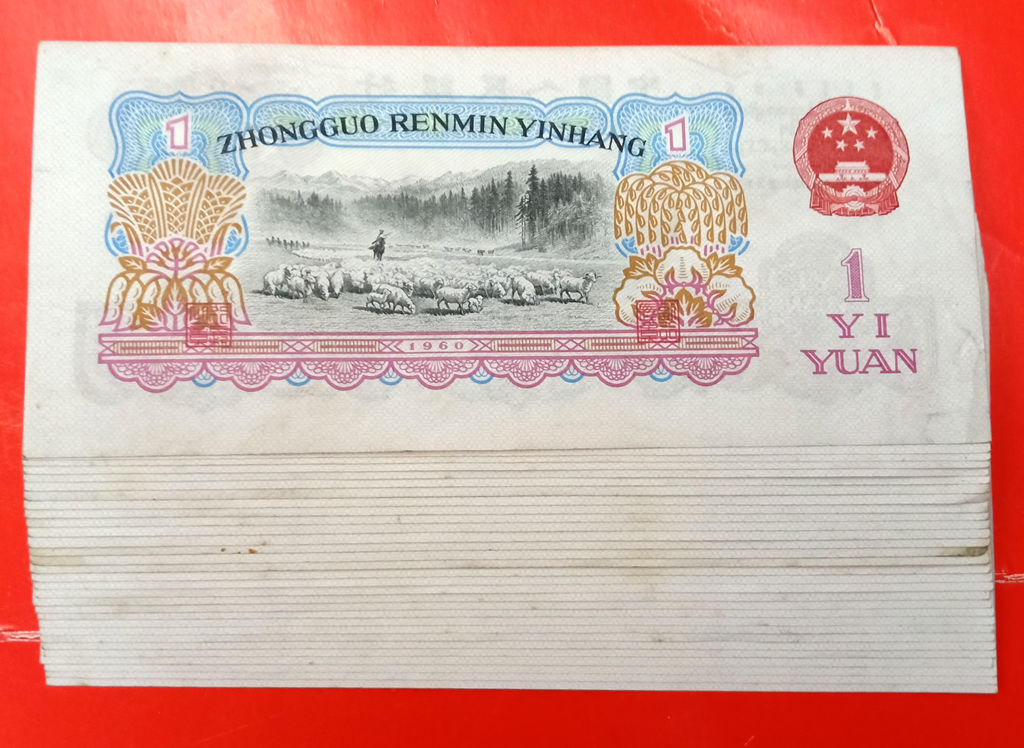 ZHONGGUO RENMIN YINHANG
1
1
1
YI
YUAN
1960